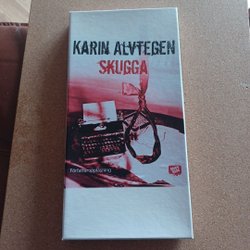 KARIN ALVTEGEN
SKUGGA
Författaruppläsning